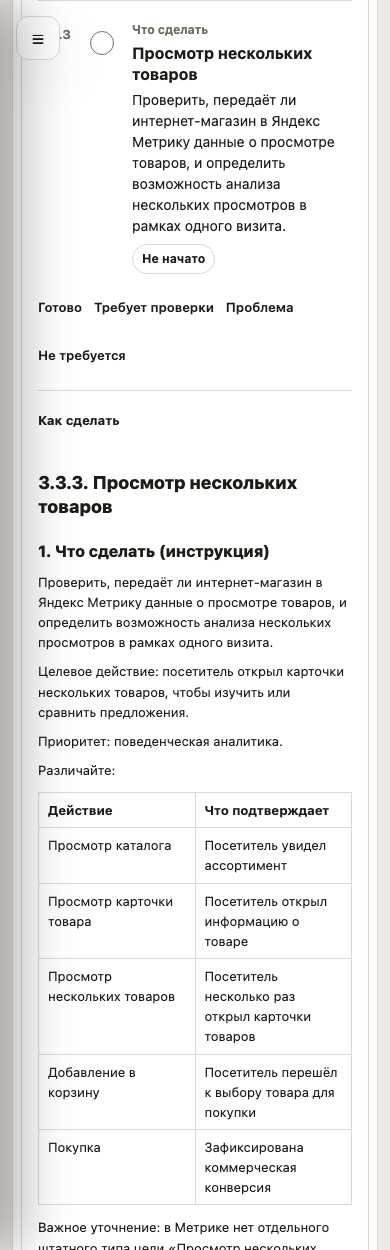 ☰
.3
Что сделать
Просмотр нескольких
товаров
Проверить, передаёт ли
интернет-магазин в Яндекс
Метрику данные о просмотре
товаров, и определить
возможность анализа
нескольких просмотров в
рамках одного визита.
Не начато
Готово Требует проверки Проблема
Не требуется
Как сделать
3.3.3. Просмотр нескольких
товаров
1. Что сделать (инструкция)
Проверить, передаёт ли интернет-магазин в
Яндекс Метрику данные о просмотре товаров, и
определить возможность анализа нескольких
просмотров в рамках одного визита.
Целевое действие: посетитель открыл карточки
нескольких товаров, чтобы изучить или
сравнить предложения.
Приоритет: поведенческая аналитика.
Различайте:
Действие
Что подтверждает
Просмотр каталога
Посетитель увидел
ассортимент
Просмотр карточки
товара
Посетитель открыл
информацию о
товаре
Просмотр
нескольких товаров
Посетитель
несколько раз
открыл карточки
товаров
Добавление в
корзину
Посетитель перешёл
к выбору товара для
покупки
Покупка
Зафиксирована
коммерческая
конверсия
Важное уточнение: в Метрике нет отдельного
штатного типа цели «Просмотр нескольких